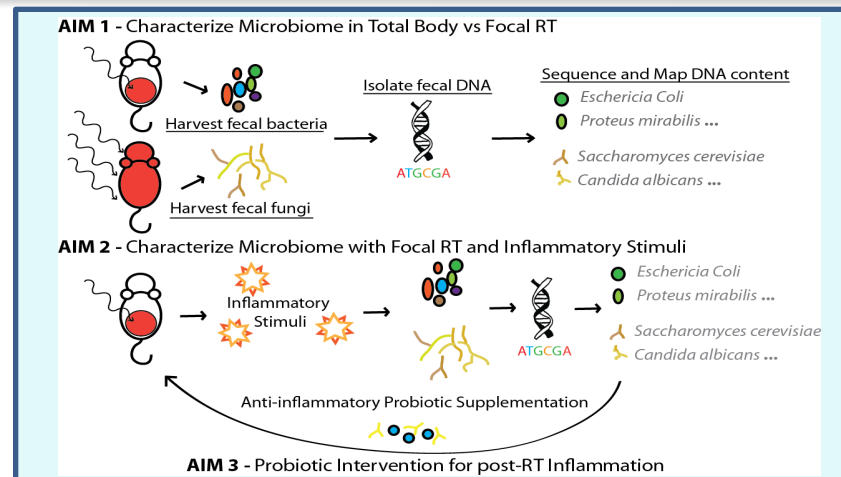 AIM 1 - Characterize Microbiome in Total Body vs Focal RT
Harvest fecal bacteria
Harvest fecal fungi
Isolate fecal DNA
ATGCGA
Sequence and Map DNA content
Eschericia Coli
Proteus mirabilis ...
Saccharomyces cerevisiae
Candida albicans ...
AIM 2 - Characterize Microbiome with Focal RT and Inflammatory Stimuli
Inflammatory
Stimuli
ATGCGA
Eschericia Coli
Proteus mirabilis ...
Saccharomyces cerevisiae
Candida albicans ...
Anti-inflammatory Probiotic Supplementation
AIM 3 - Probiotic Intervention for post-RT Inflammation